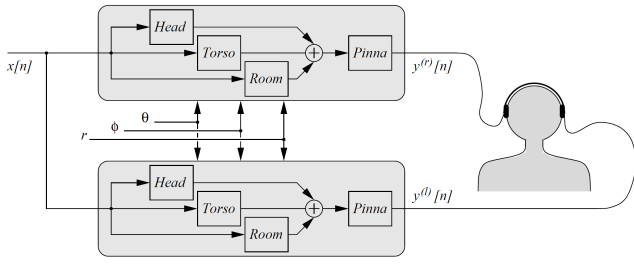 Head
Torso
Room
+
Pinna
x[n]
y^(r) [n]
θ
ϕ
r
Head
Torso
Room
+
Pinna
y^(l) [n]